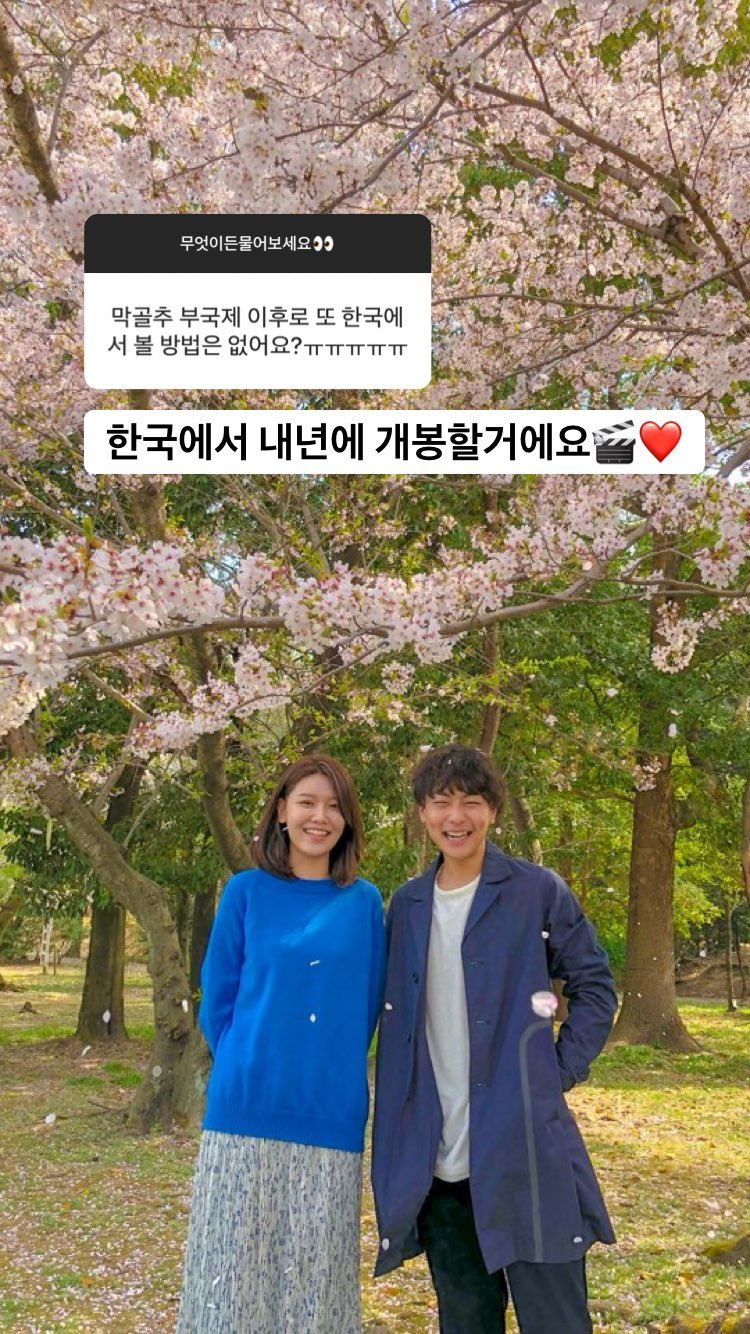 무엇이든물어보세요👀
막골추 부국제 이후로 또 한국에
서 볼 방법은 없어요?ㅠㅠㅠㅠㅠ
한국에서 내년에 개봉할거에요🎬❤️